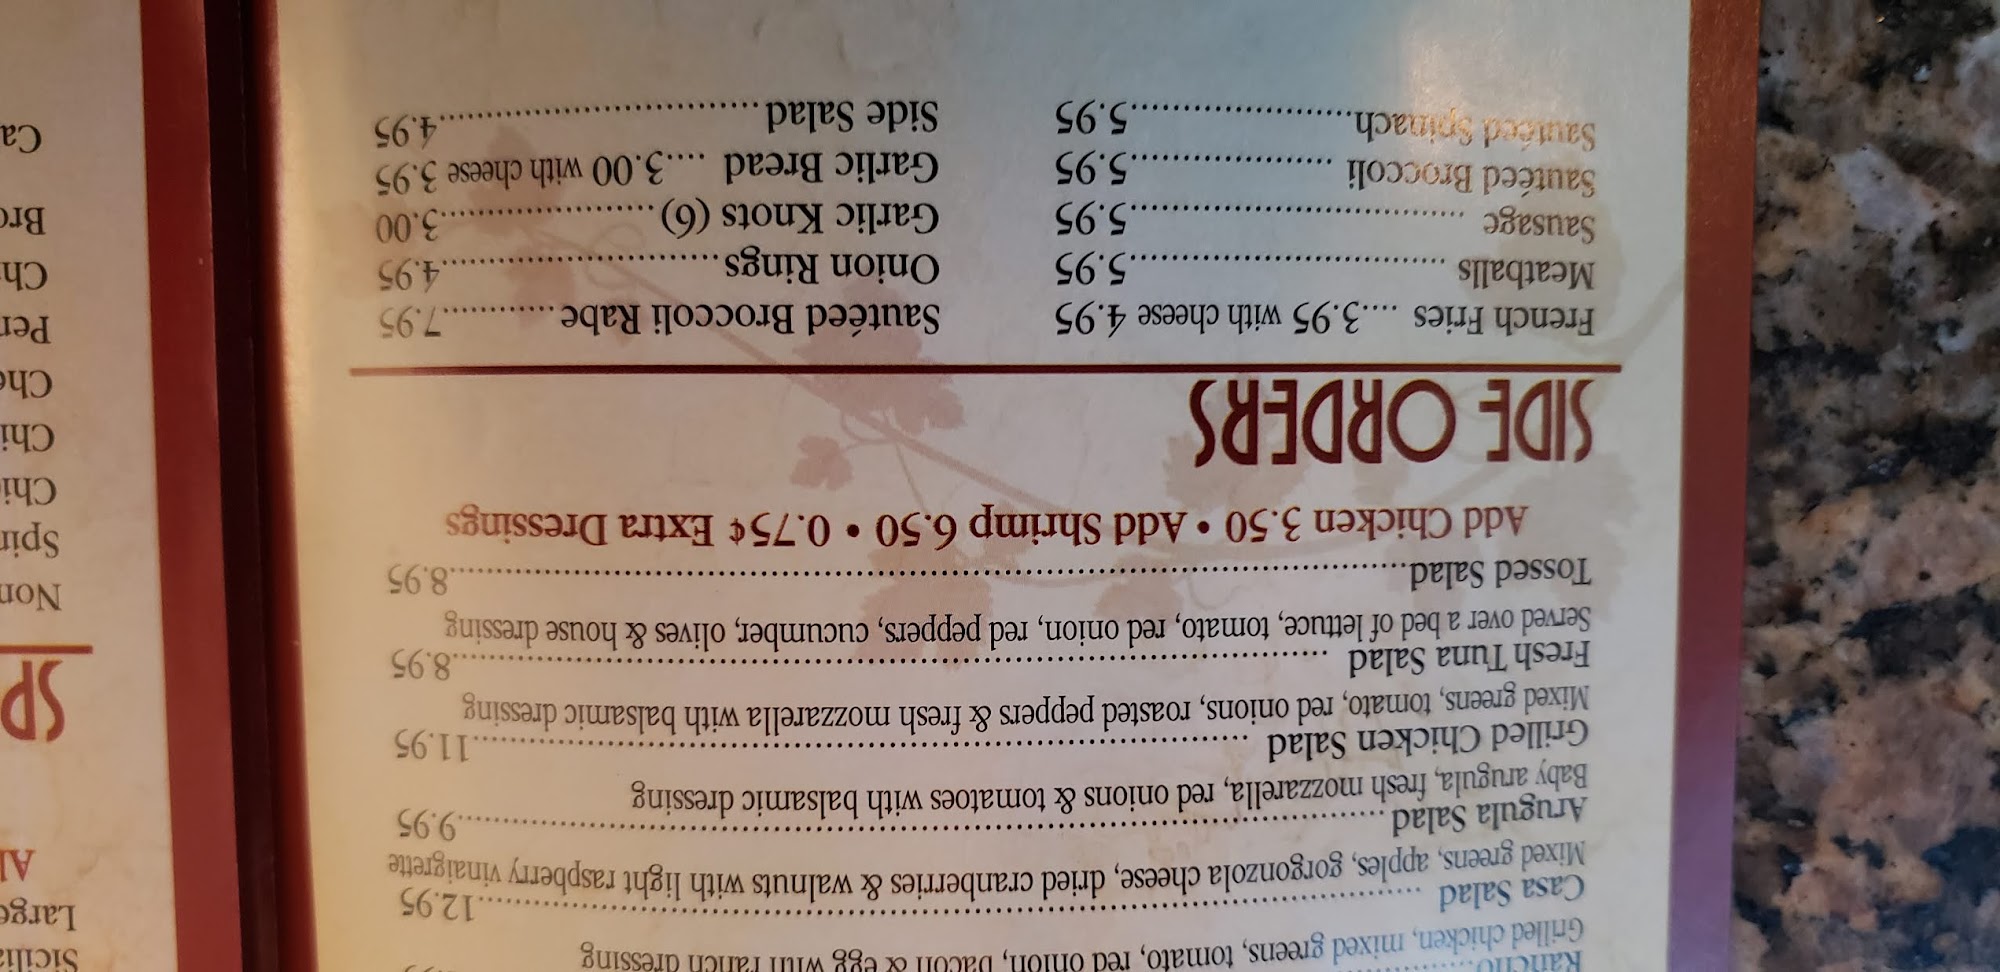 Rancho
Grilled chicken, mixed greens, tomato, red onion, bacon & egg with ranch dressing
Casa Salad 12.95
Mixed greens, apples, gorgonzola cheese, dried cranberries & walnuts with light raspberry vinaigrette
Arugula Salad 9.95
Baby arugula, fresh mozzarella, red onions & tomatoes with balsamic dressing
Grilled Chicken Salad 11.95
Mixed greens, tomato, red onions, roasted peppers & fresh mozzarella with balsamic dressing
Fresh Tuna Salad 8.95
Served over a bed of lettuce, tomato, red onion, red peppers, cucumber, olives & house dressing
Tossed Salad 8.95
Add Chicken 3.50 • Add Shrimp 6.50 • 0.75¢ Extra Dressings
SIDE ORDERS
French Fries ....3.95 with cheese 4.95
Meatballs 5.95
Sausage 5.95
Sautéed Broccoli 5.95
Sautéed Spinach 5.95
Sautéed Broccoli Rabe 7.95
Onion Rings 4.95
Garlic Knots (6) 3.00
Garlic Bread ....3.00 with cheese 3.95
Side Salad 4.95
Large
SP
Chi
Chi